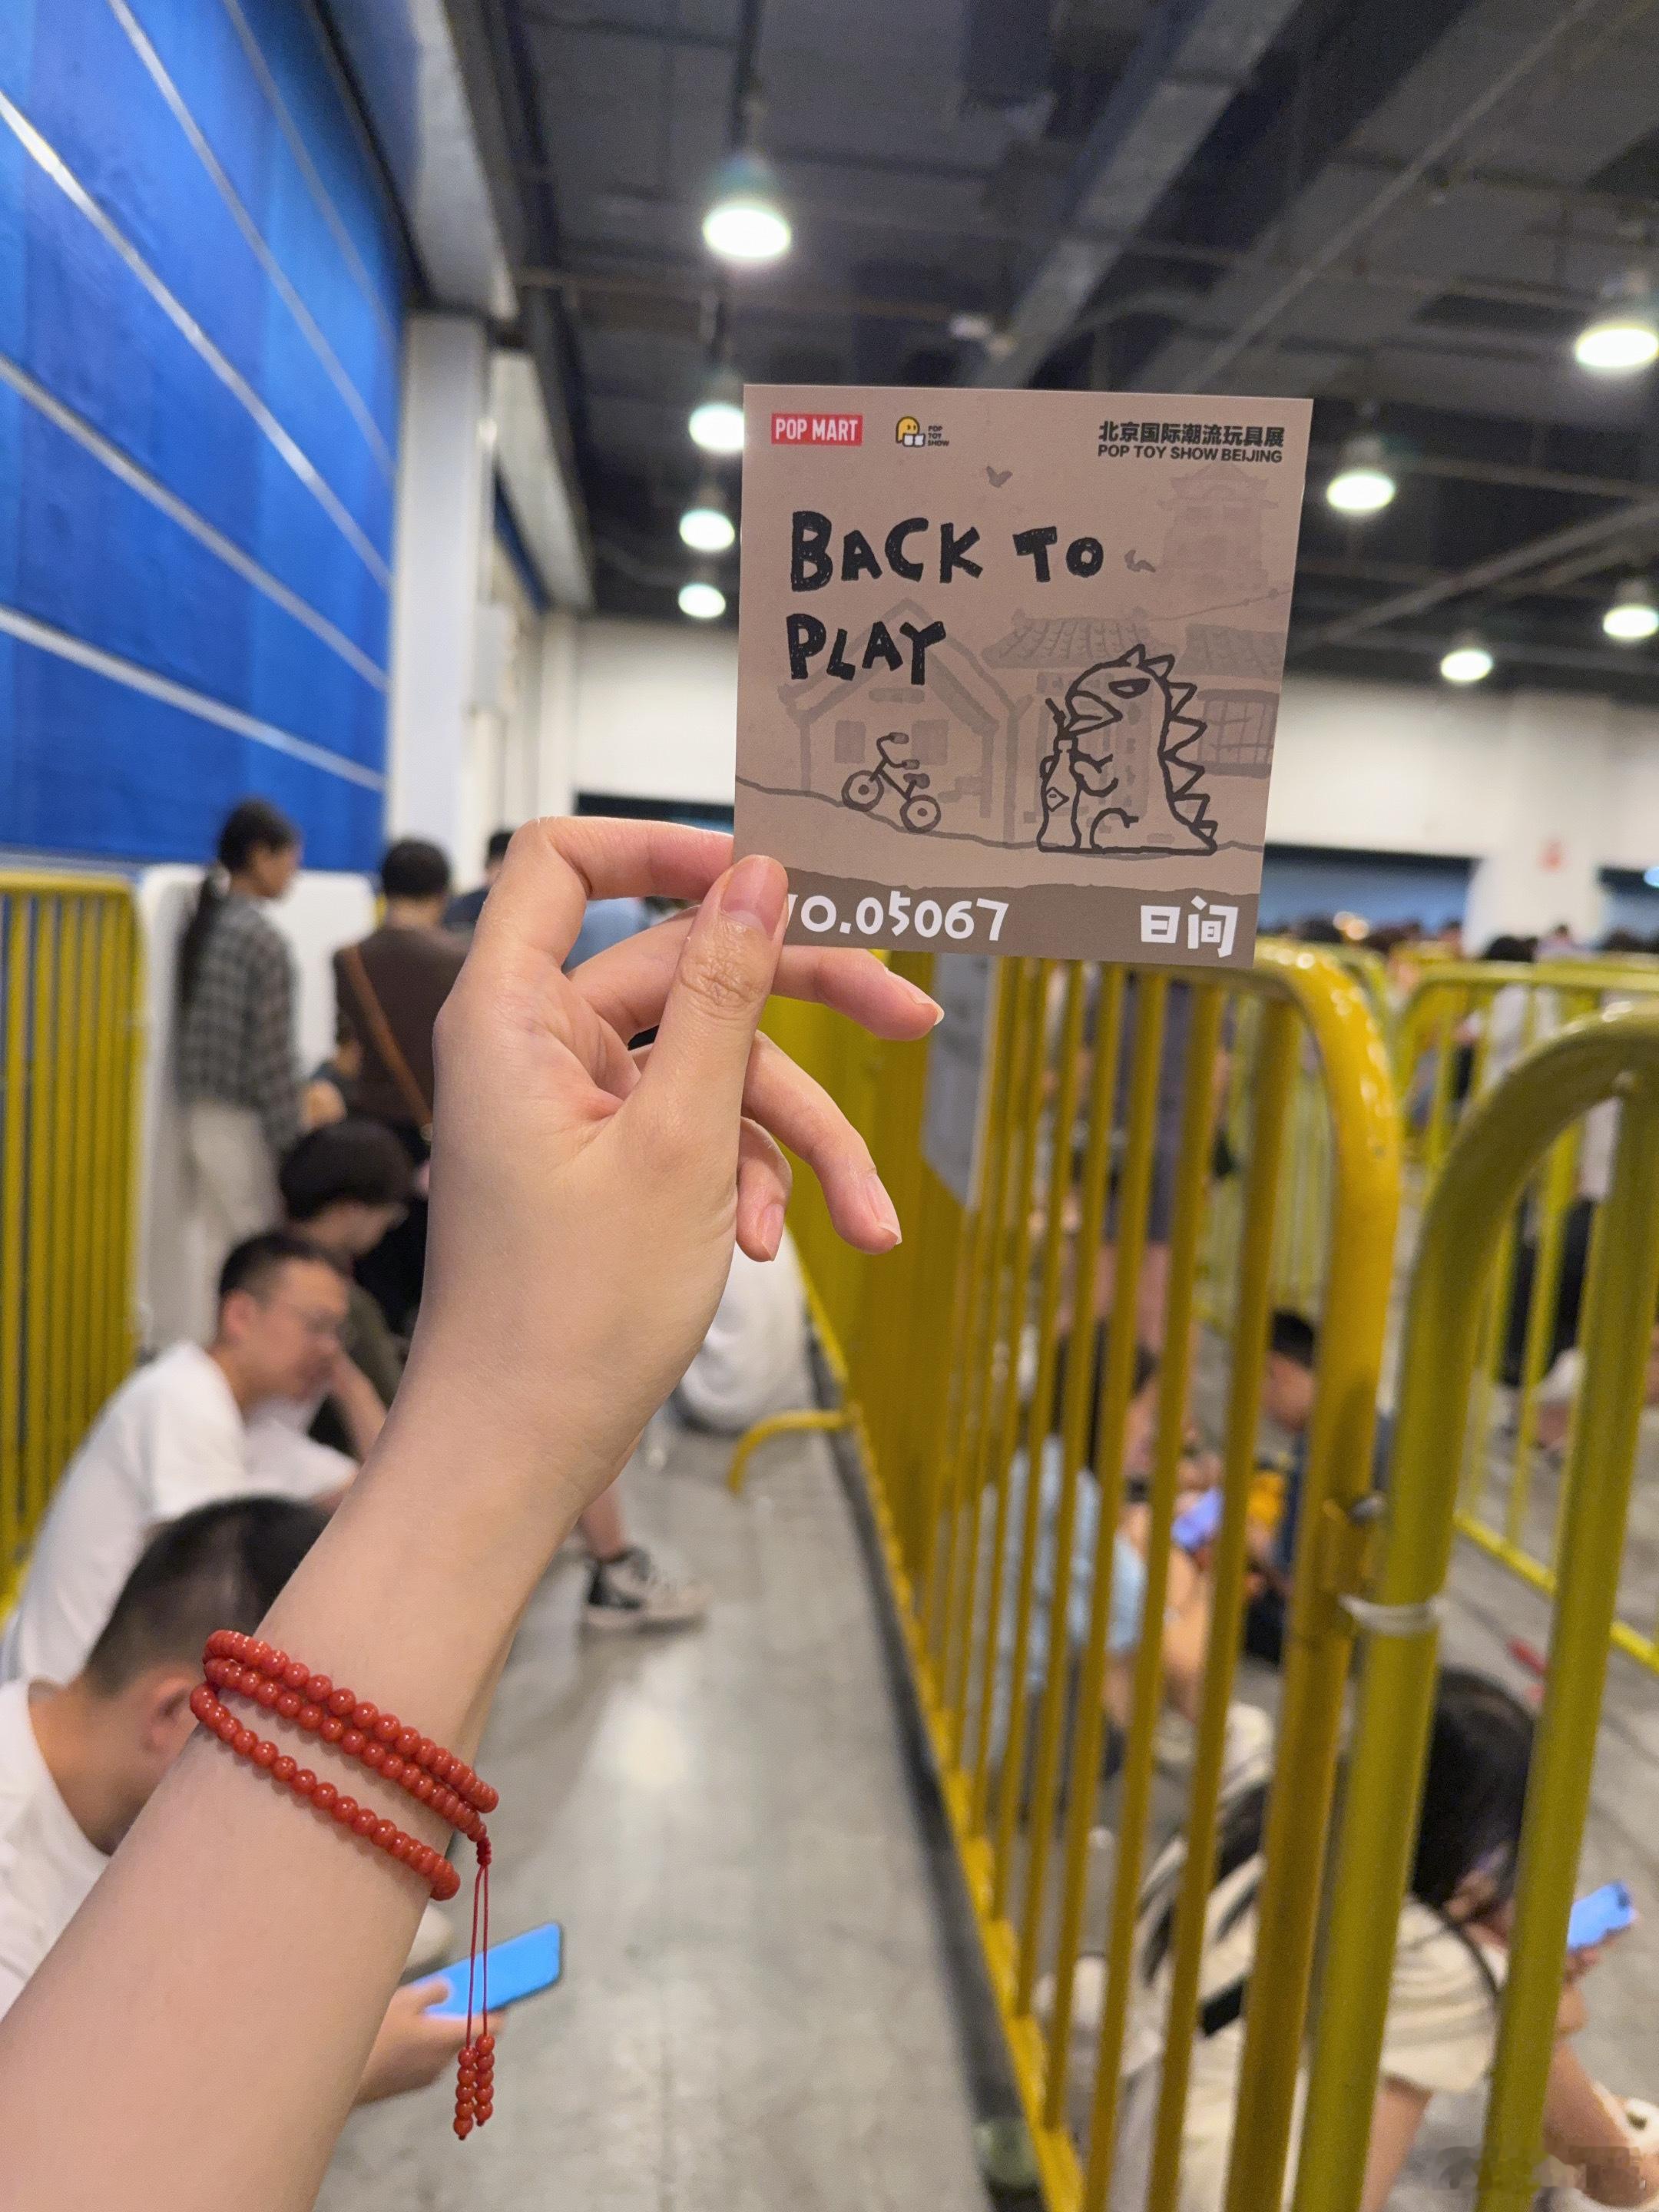 POP MART
POP TOY SHOW
北京国际潮流玩具展
POP TOY SHOW BEIJING
BACK TO
PLAY
NO.05067 日间